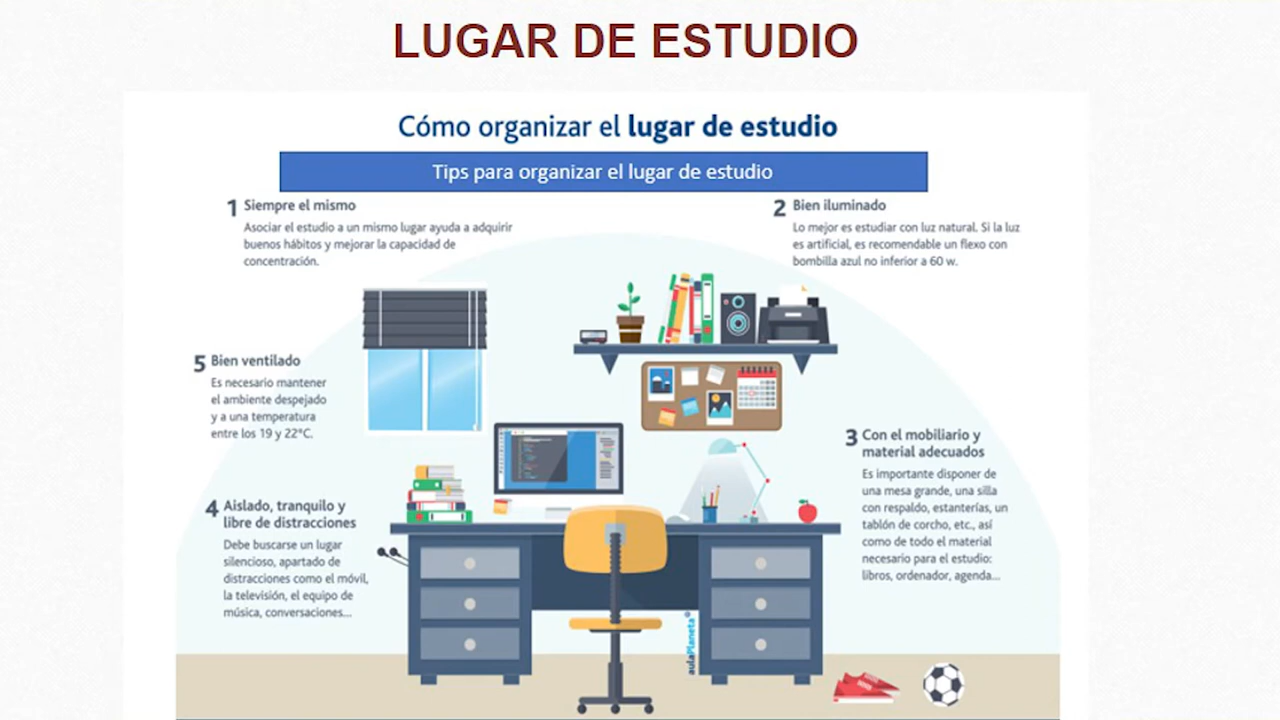 LUGAR DE ESTUDIO
Cómo organizar el lugar de estudio
Tips para organizar el lugar de estudio
1 Siempre el mismo
Asociar el estudio a un mismo lugar ayuda a adquirir
buenos hábitos y mejorar la capacidad de
concentración.
2 Bien iluminado
Lo mejor es estudiar con luz natural. Si la luz
es artificial, es recomendable un flexo con
bombilla azul no inferior a 60 w.
5 Bien ventilado
Es necesario mantener
el ambiente despejado
y a una temperatura
entre los 19 y 22°C.
3 Con el mobiliario y
material adecuados
Es importante disponer de
una mesa grande, una silla
con respaldo, estanterías, un
tablón de corcho, etc., así
como de todo el material
necesario para el estudio:
libros, ordenador, agenda...
4 Aislado, tranquilo y
libre de distracciones
Debe buscarse un lugar
silencioso, apartado de
distracciones como el móvil,
la televisión, el equipo de
música, conversaciones...
aulaPlaneta